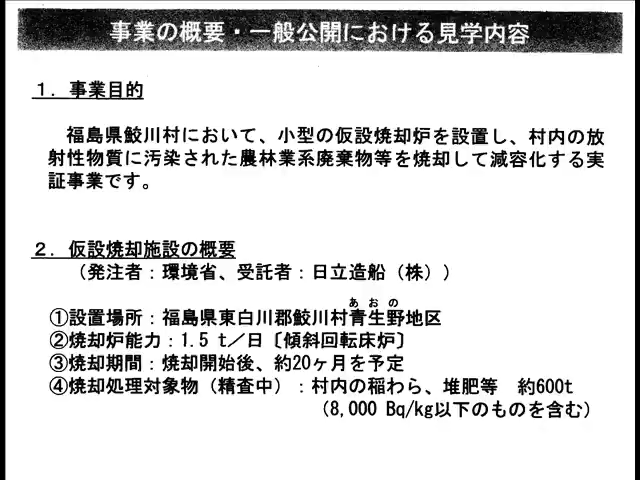 事業の概要・一般公開における見学内容
１．事業目的
福島県鮫川村において、小型の仮設焼却炉を設置し、村内の放
射性物質に汚染された農林業系廃棄物等を焼却して減容化する実
証事業です。
２．仮設焼却施設の概要
（発注者：環境省、受託者：日立造船（株））
あおの
①設置場所：福島県東白川郡鮫川村青生野地区
②焼却炉能力：1.5 t／日〔傾斜回転床炉〕
③焼却期間：焼却開始後、約20ヶ月を予定
④焼却処理対象物（精査中）：村内の稲わら、堆肥等　約600t
（8,000 Bq/kg以下のものを含む）